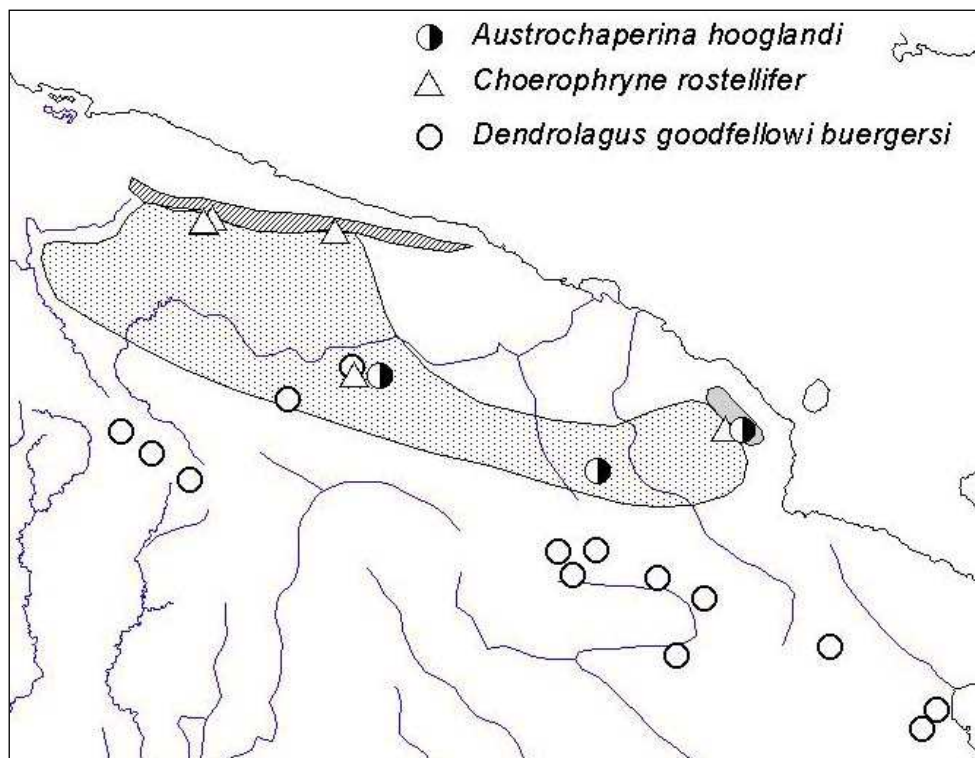 Austrochaperina hooglandi
Choerophryne rostellifer
Dendrolagus goodfellowi buergersi